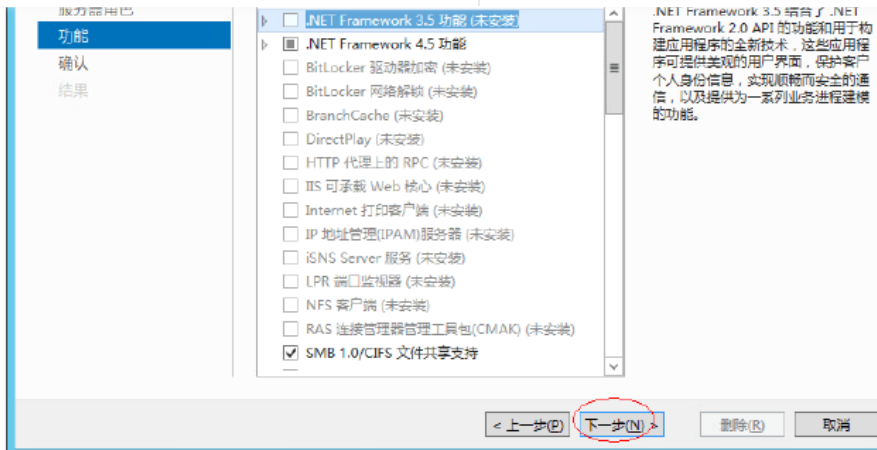 服务器角色
功能
确认
结果
.NET Framework 3.5 功能 (未安装)
.NET Framework 4.5 功能
BitLocker 驱动器加密 (未安装)
BitLocker 网络解锁 (未安装)
BranchCache (未安装)
DirectPlay (未安装)
HTTP 代理上的 RPC (未安装)
IIS 可承载 Web 核心 (未安装)
Internet 打印客户端 (未安装)
IP 地址管理(IPAM)服务器 (未安装)
iSNS Server 服务 (未安装)
LPR 端口监视器 (未安装)
NFS 客户端 (未安装)
RAS 连接管理器管理工具包(CMAK) (未安装)
SMB 1.0/CIFS 文件共享支持
.NET Framework 3.5 结合了 .NET
Framework 2.0 API 的功能和用于构
建应用程序的全新技术，这些应用程
序可提供美观的用户界面，保护客户
个人身份信息，实现顺畅而安全的通
信，以及提供为一系列业务进程建模
的功能。
< 上一步(P)
下一步(N) >
删除(R)
取消